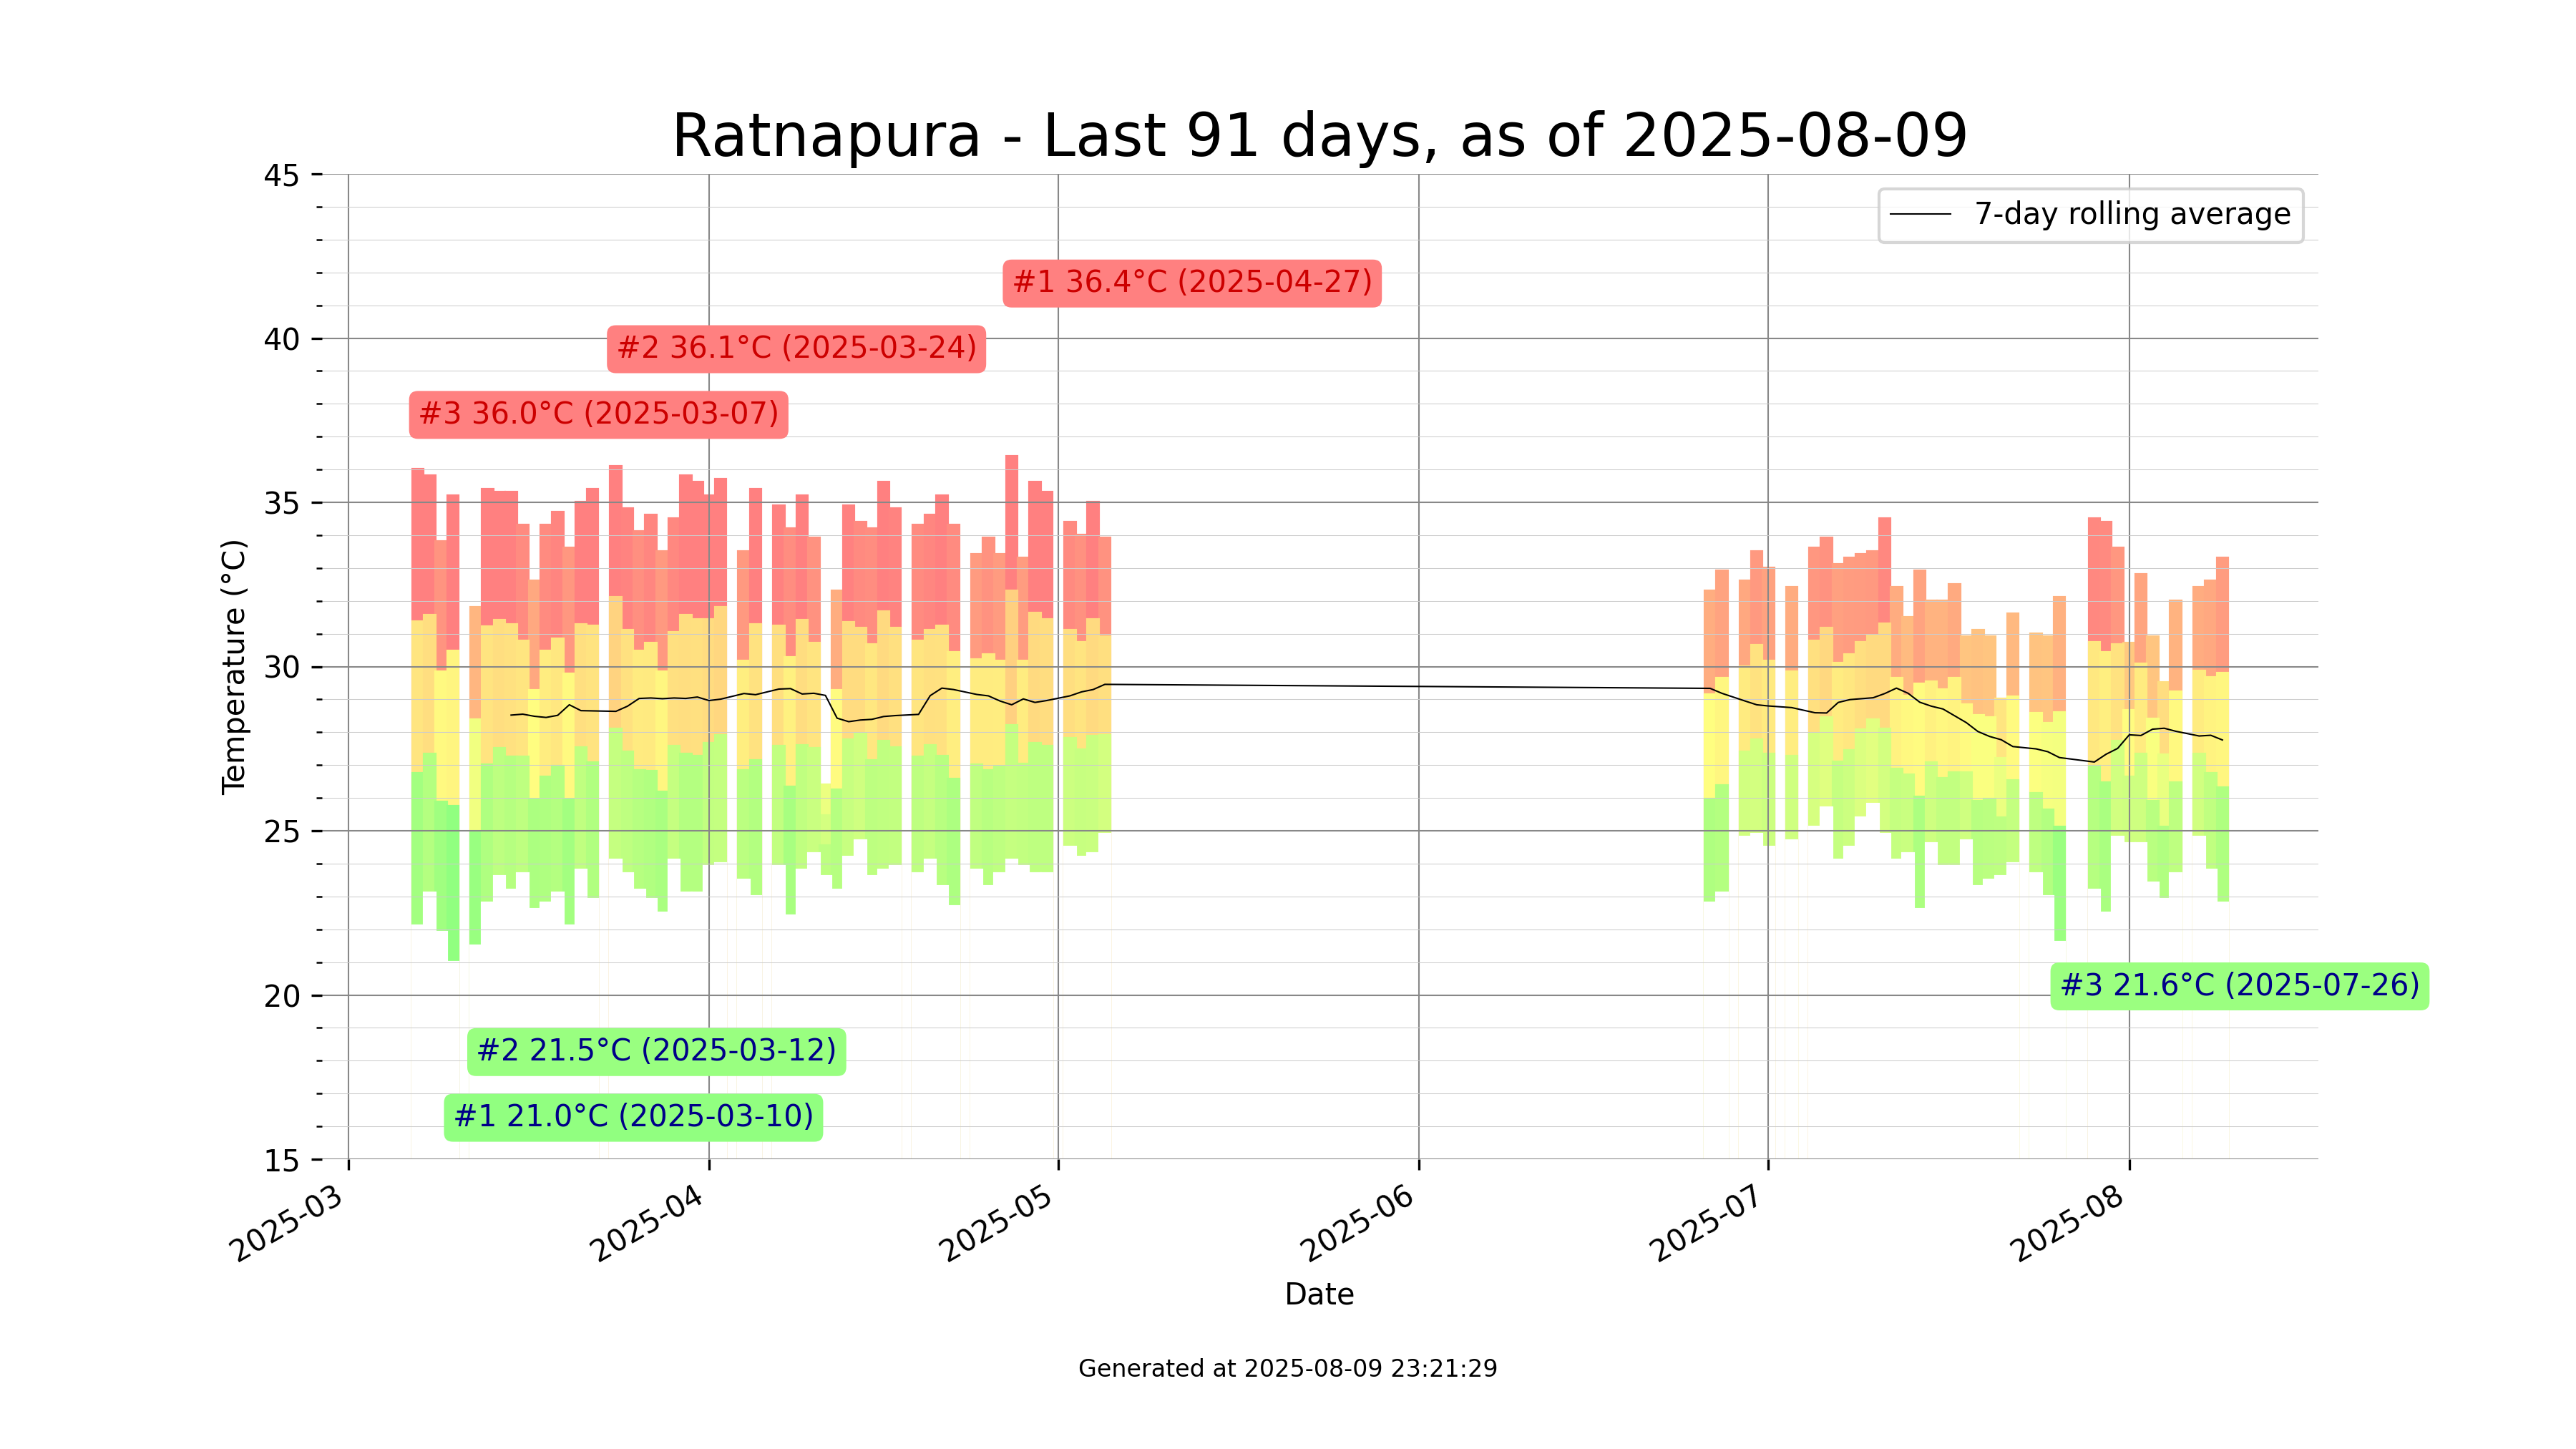 Ratnapura - Last 91 days, as of 2025-08-09
45
7-day rolling average
#1 36.4°C (2025-04-27)
40
#2 36.1°C (2025-03-24)
#3 36.0°C (2025-03-07)
35
30
Temperature (°C)
25
20
#3 21.6°C (2025-07-26)
#2 21.5°C (2025-03-12)
#1 21.0°C (2025-03-10)
15
2025-03
2025-04
2025-05
2025-06
2025-07
2025-08
Date
Generated at 2025-08-09 23:21:29